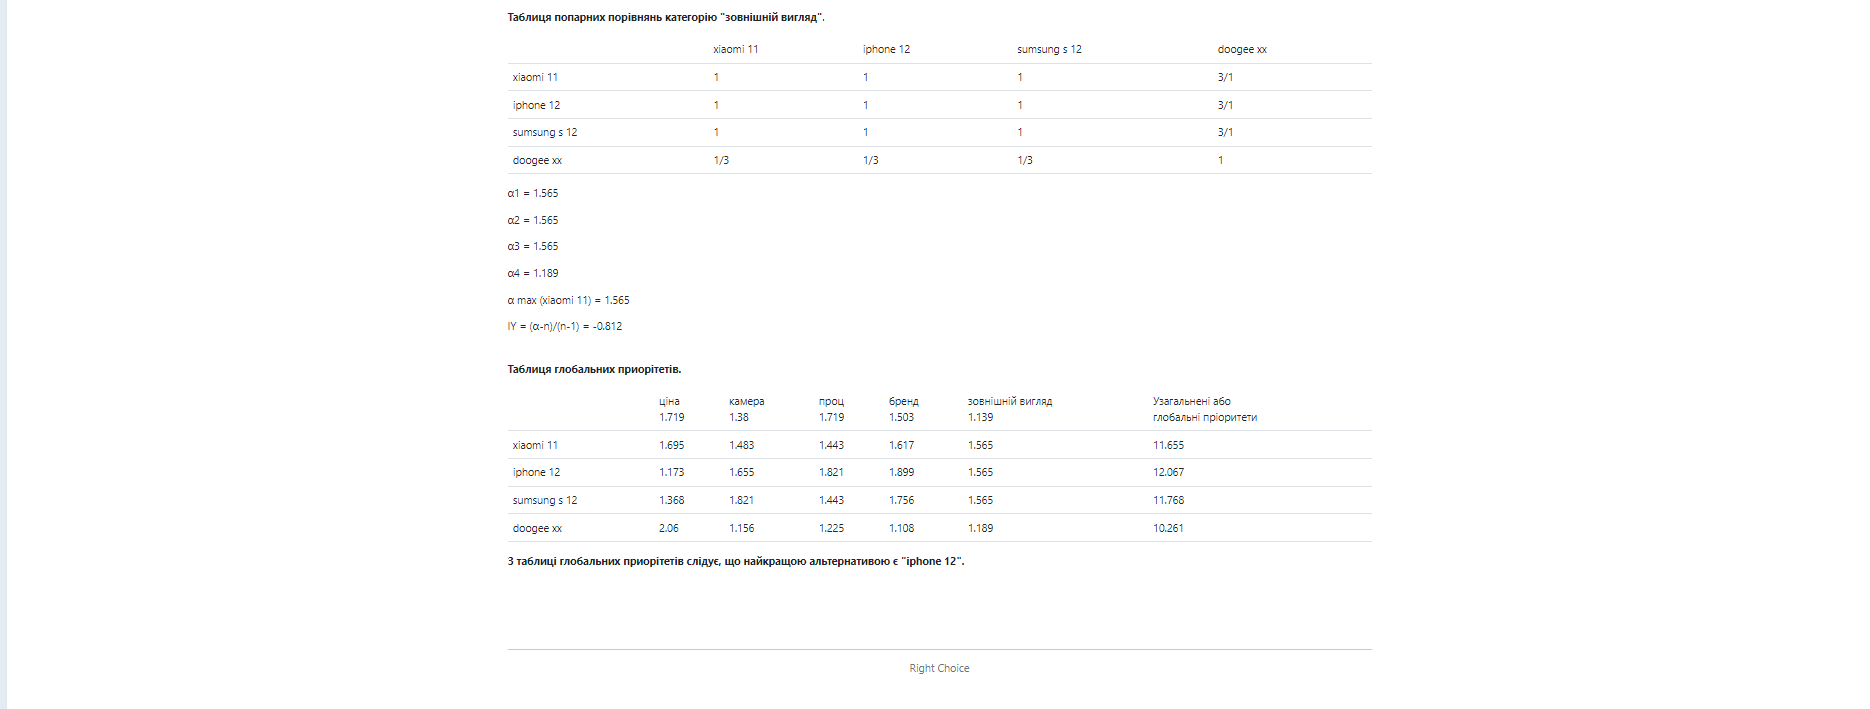 Таблиця попарних порівнянь категорію "зовнішній вигляд".
xiaomi 11 iphone 12 sumsung s 12 doogee xx
xiaomi 11 1 1 1 3/1
iphone 12 1 1 1 3/1
sumsung s 12 1 1 1 3/1
doogee xx 1/3 1/3 1/3 1
α1 = 1.565
α2 = 1.565
α3 = 1.565
α4 = 1.189
α max (xiaomi 11) = 1.565
IY = (α-n)/(n-1) = -0.812
Таблиця глобальних приорітетів.
ціна камера проц бренд зовнішній вигляд Узагальнені або
1.719 1.38 1.719 1.503 1.139 глобальні пріоритети
xiaomi 11 1.695 1.483 1.443 1.617 1.565 11.655
iphone 12 1.173 1.655 1.821 1.899 1.565 12.067
sumsung s 12 1.368 1.821 1.443 1.756 1.565 11.768
doogee xx 2.06 1.156 1.225 1.108 1.189 10.261
З таблиці глобальних приорітетів слідує, що найкращою альтернативою є "iphone 12".
Right Choice